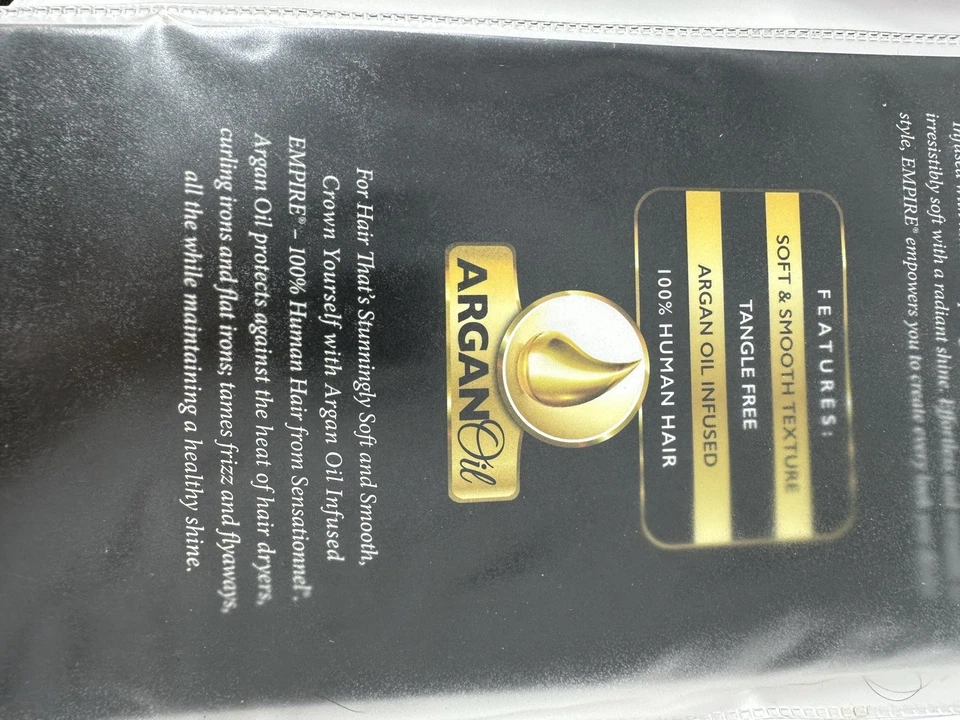 irresistibly soft with a radiant shine.
style, EMPIRE® empowers you to create every
FEATURES:
SOFT & SMOOTH TEXTURE
TANGLE FREE
ARGAN OIL INFUSED
100% HUMAN HAIR
ARGAN Oil
For Hair That's Stunningly Soft and Smooth,
Crown Yourself with Argan Oil Infused
EMPIRE® – 100% Human Hair from Sensationnel®.
Argan Oil protects against the heat of hair dryers,
curling irons and flat irons; tames frizz and flyaways,
all the while maintaining a healthy shine.